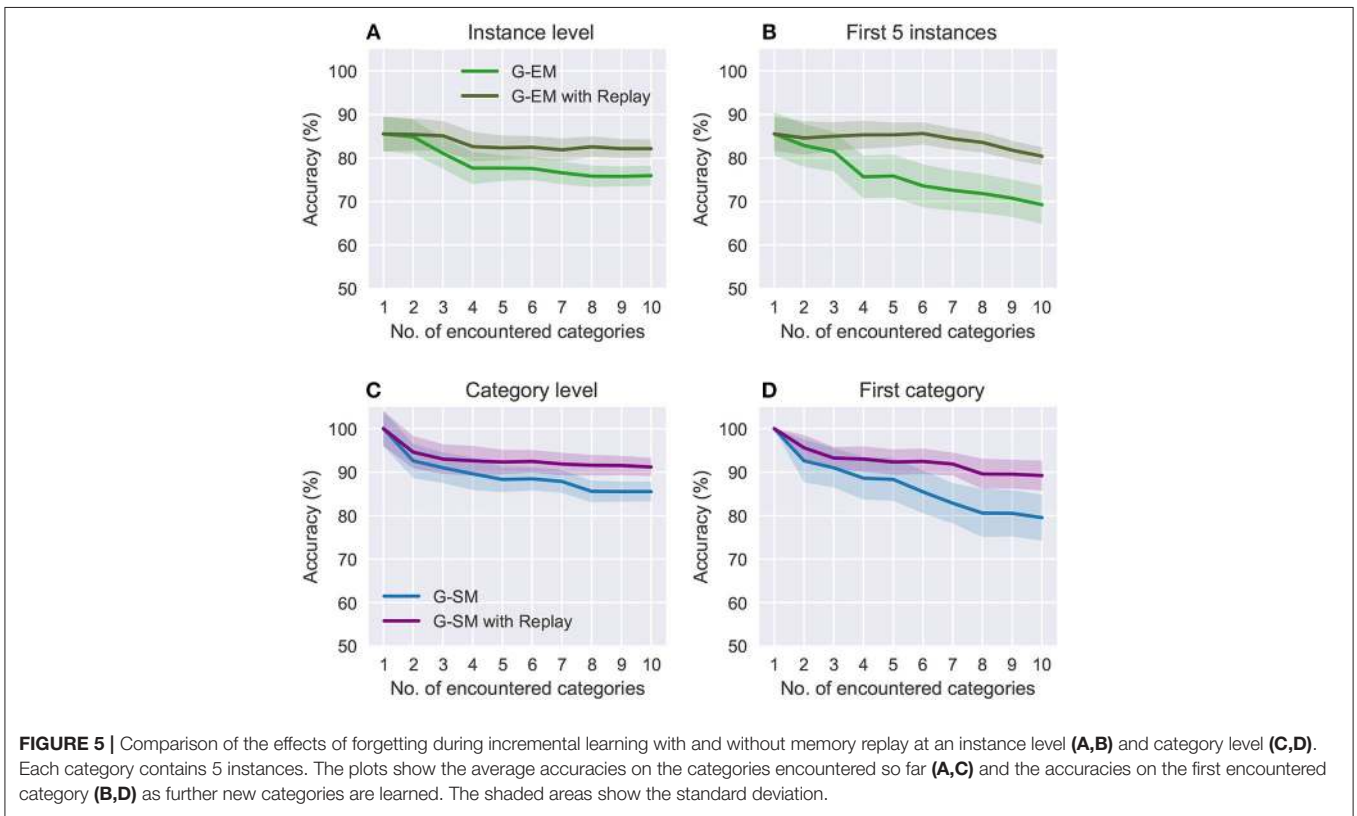 A Instance level
100
90
80
70
60
50
Accuracy (%)
G-EM
G-EM with Replay
1 2 3 4 5 6 7 8 9 10
No. of encountered categories
B First 5 instances
100
90
80
70
60
50
Accuracy (%)
1 2 3 4 5 6 7 8 9 10
No. of encountered categories
C Category level
100
90
80
70
60
50
Accuracy (%)
G-SM
G-SM with Replay
1 2 3 4 5 6 7 8 9 10
No. of encountered categories
D First category
100
90
80
70
60
50
Accuracy (%)
1 2 3 4 5 6 7 8 9 10
No. of encountered categories
FIGURE 5 | Comparison of the effects of forgetting during incremental learning with and without memory replay at an instance level (A,B) and category level (C,D).
Each category contains 5 instances. The plots show the average accuracies on the categories encountered so far (A,C) and the accuracies on the first encountered
category (B,D) as further new categories are learned. The shaded areas show the standard deviation.